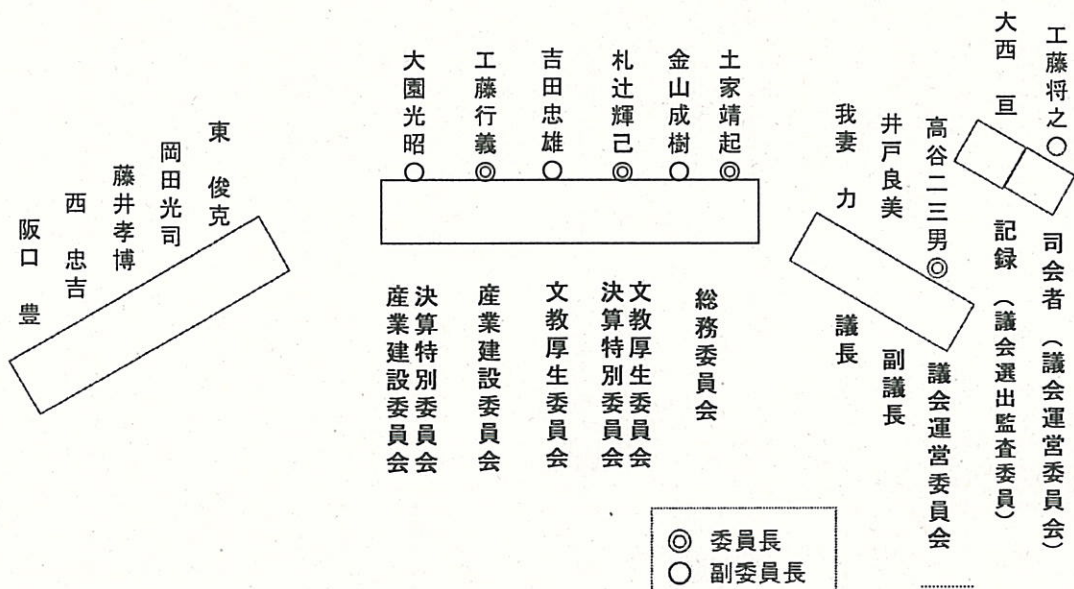 工藤将之○
司会者 (議会運営委員会)
大西 亘
記録 (議会選出監査委員)
高谷二三男◎
議会運営委員会
井戸良美
副議長
我妻 力
議長
土家靖起◎
金山成樹○
総務委員会
札辻輝己◎
文教厚生委員会
決算特別委員会
吉田忠雄○
文教厚生委員会
工藤行義◎
産業建設委員会
大園光昭○
決算特別委員会
産業建設委員会
東 俊克
岡田光司
藤井孝博
西 忠吉
阪口 豊
◎ 委員長
○ 副委員長